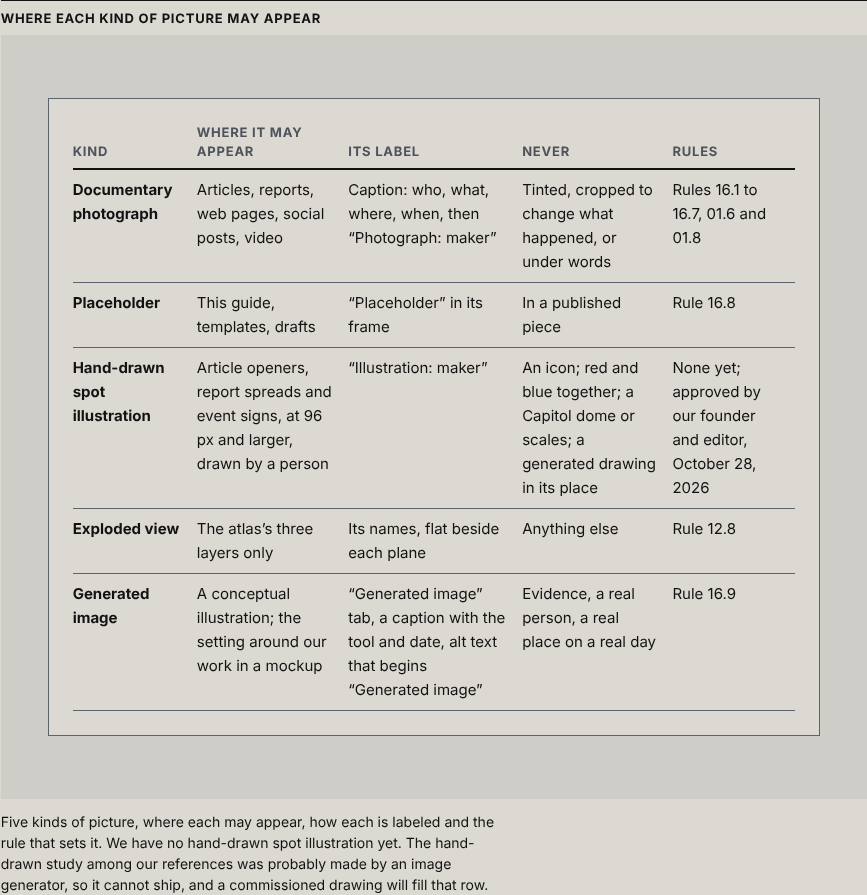 WHERE EACH KIND OF PICTURE MAY APPEAR
KIND
WHERE IT MAY
APPEAR
ITS LABEL
NEVER
RULES
Documentary
photograph
Articles, reports,
web pages, social
posts, video
Caption: who, what,
where, when, then
“Photograph: maker”
Tinted, cropped to
change what
happened, or
under words
Rules 16.1 to
16.7, 01.6 and
01.8
Placeholder
This guide,
templates, drafts
“Placeholder” in its
frame
In a published
piece
Rule 16.8
Hand-drawn
spot
illustration
Article openers,
report spreads and
event signs, at 96
px and larger,
drawn by a person
“Illustration: maker”
An icon; red and
blue together; a
Capitol dome or
scales; a
generated drawing
in its place
None yet;
approved by
our founder
and editor,
October 28,
2026
Exploded view
The atlas’s three
layers only
Its names, flat beside
each plane
Anything else
Rule 12.8
Generated
image
A conceptual
illustration; the
setting around our
work in a mockup
“Generated image”
tab, a caption with the
tool and date, alt text
that begins
“Generated image”
Evidence, a real
person, a real
place on a real day
Rule 16.9
Five kinds of picture, where each may appear, how each is labeled and the
rule that sets it. We have no hand-drawn spot illustration yet. The hand-
drawn study among our references was probably made by an image
generator, so it cannot ship, and a commissioned drawing will fill that row.